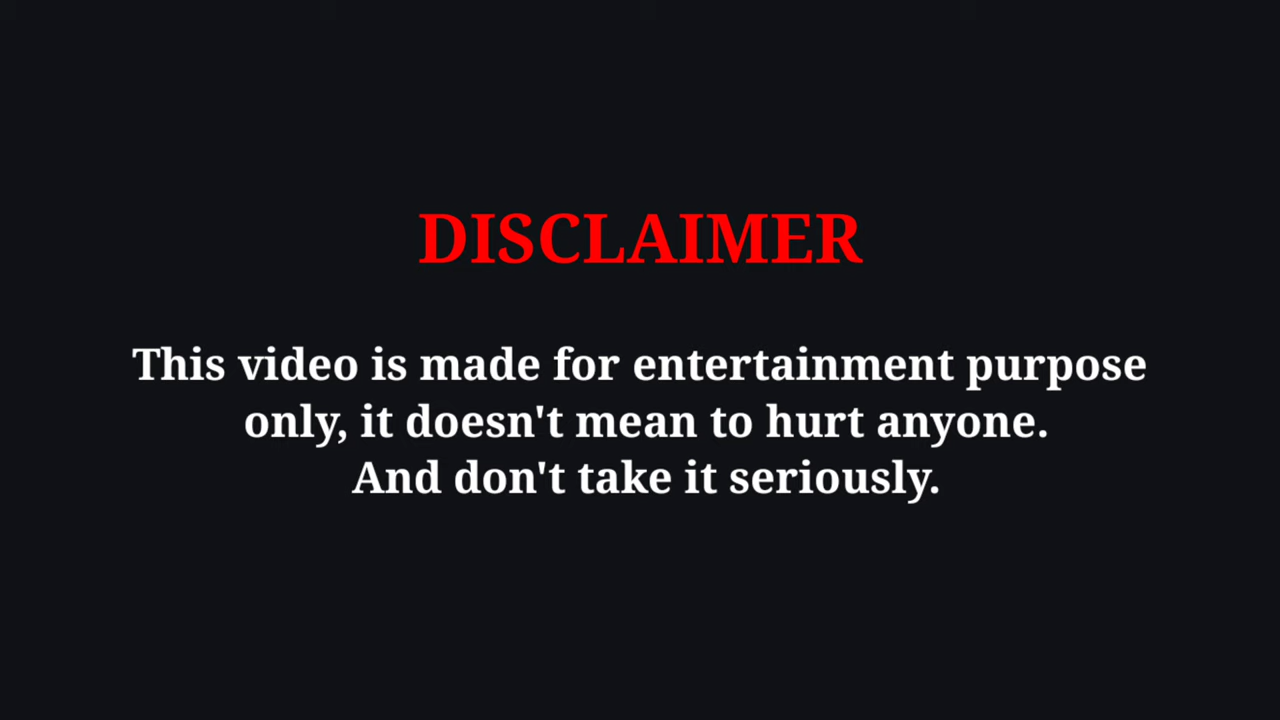 DISCLAIMER
This video is made for entertainment purpose
only, it doesn't mean to hurt anyone.
And don't take it seriously.